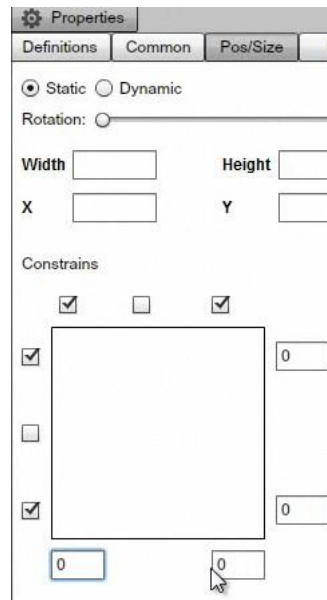 Properties
Definitions Common Pos/Size
Static Dynamic
Rotation:
Width Height
X Y
Constrains
0
0
0 0